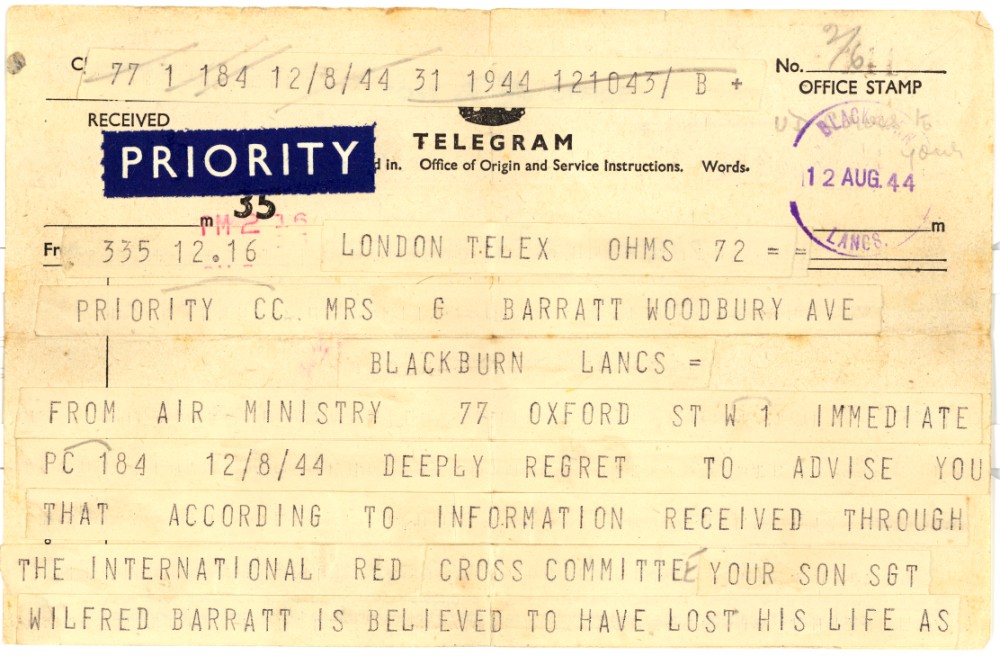 77 1 184 12/8/44 31 1944 121043/ B +
No.
OFFICE STAMP
RECEIVED
TELEGRAM
PRIORITY
in. Office of Origin and Service Instructions. Words.
12 AUG. 44
LANCS.
35
m
m
335 12.16 LONDON TELEX OHMS 72 = =
PRIORITY CC MRS G BARRATT WOODBURY AVE
BLACKBURN LANCS =
FROM AIR MINISTRY 77 OXFORD ST W 1 IMMEDIATE
PC 184 12/8/44 DEEPLY REGRET TO ADVISE YOU
THAT ACCORDING TO INFORMATION RECEIVED THROUGH
THE INTERNATIONAL RED CROSS COMMITTEE YOUR SON SGT
WILFRED BARRATT IS BELIEVED TO HAVE LOST HIS LIFE AS